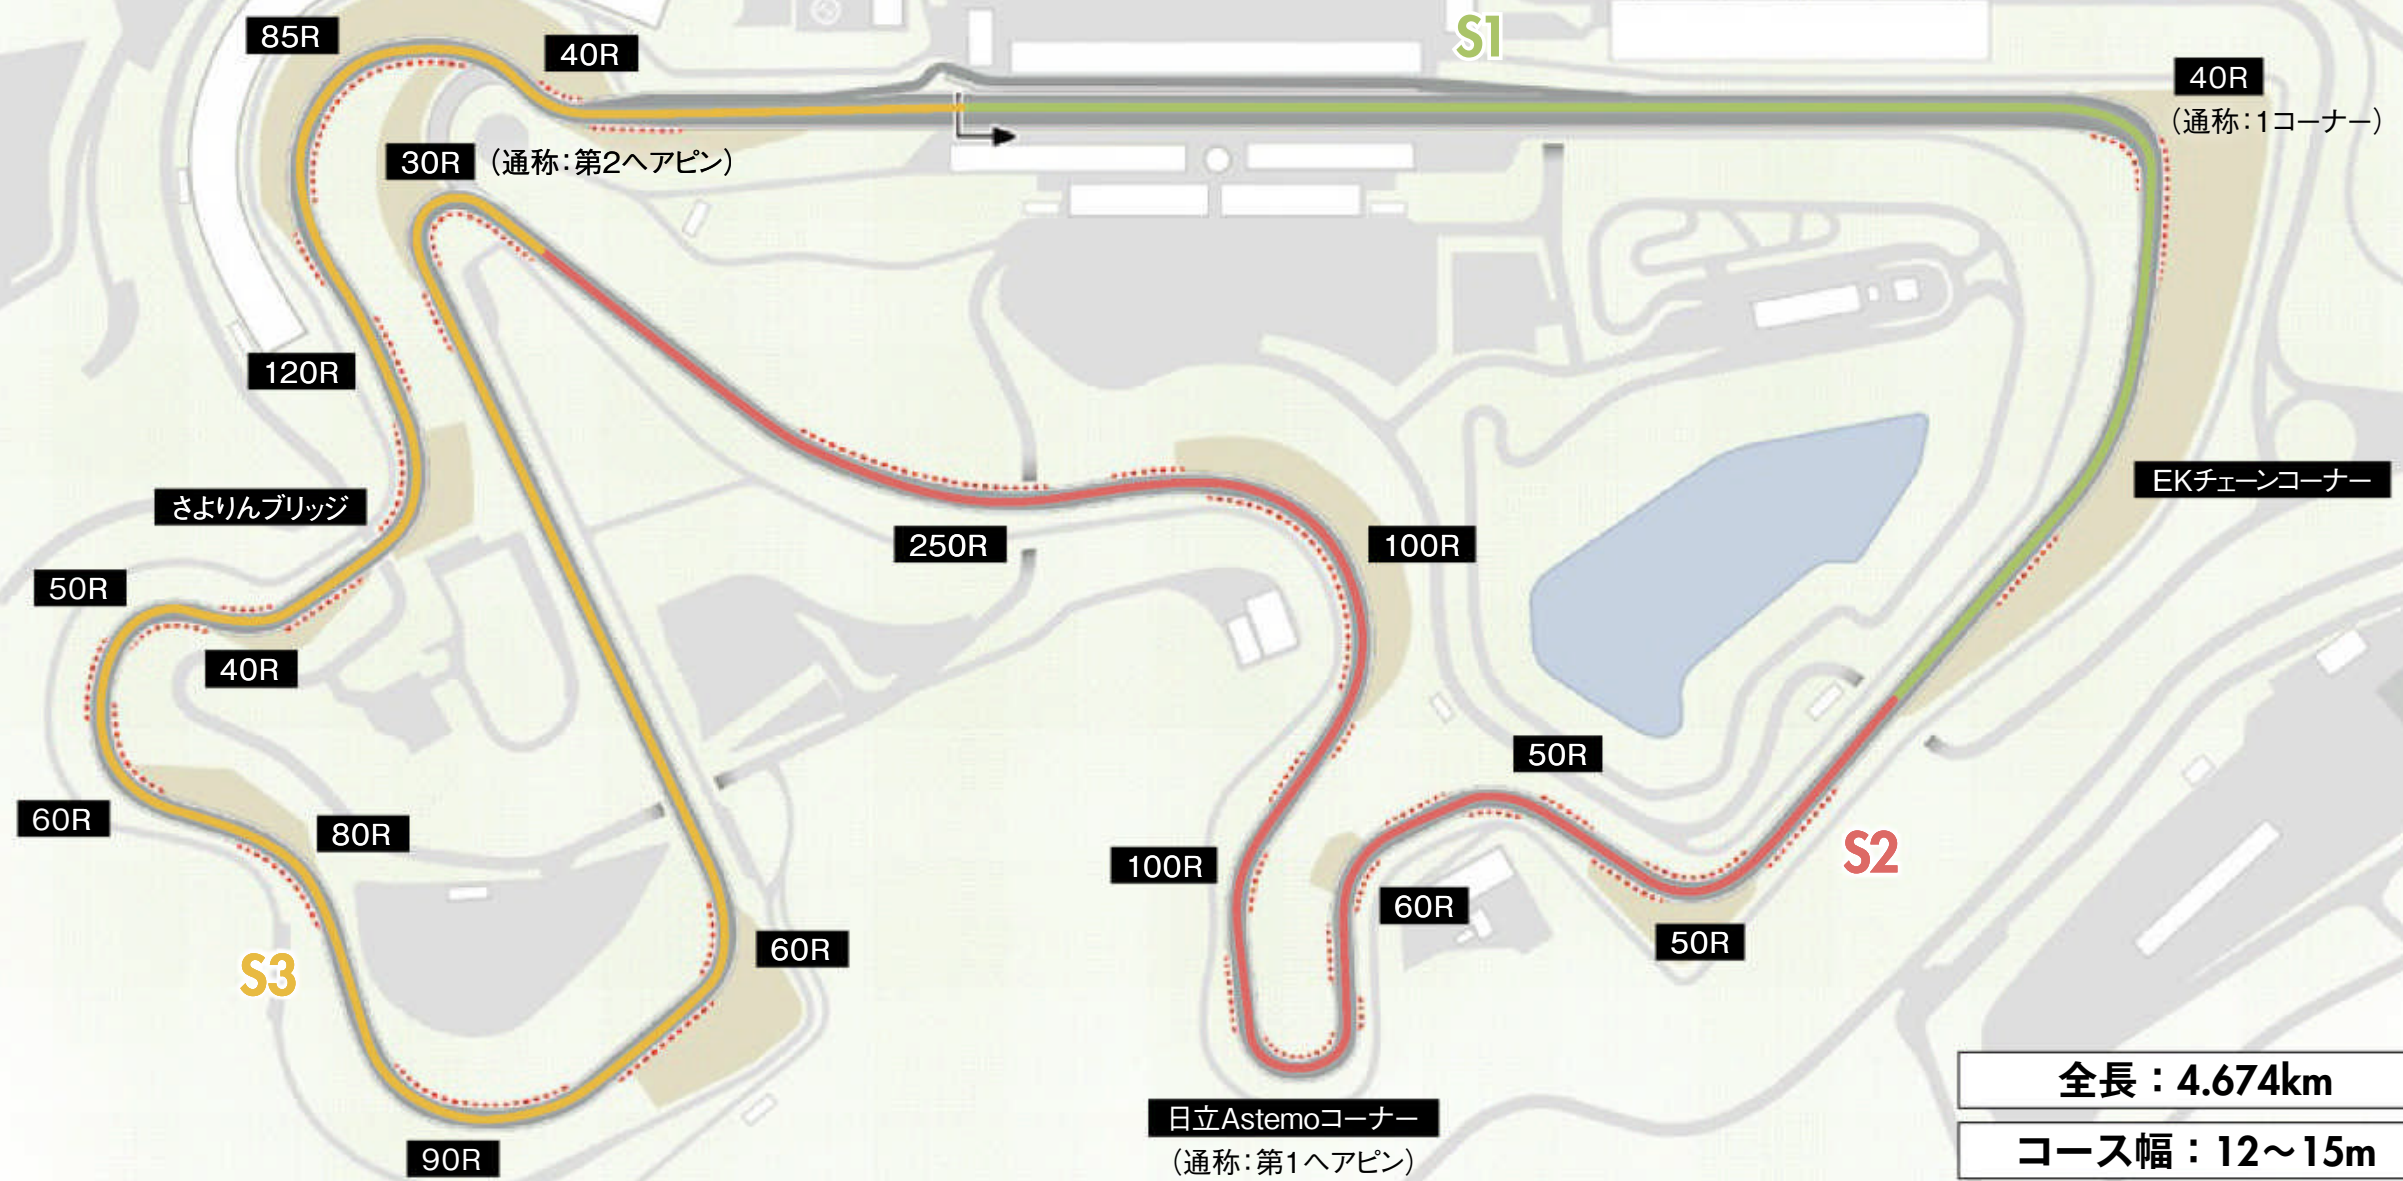 85R
40R
S1
40R
（通称：1コーナー）
30R （通称：第2ヘアピン）
120R
EKチェーンコーナー
さよりんブリッジ
250R
100R
50R
40R
50R
60R
80R
S2
100R
60R
50R
60R
S3
90R
日立Astemoコーナー
（通称：第1ヘアピン）
全長：4.674km
コース幅：12〜15m